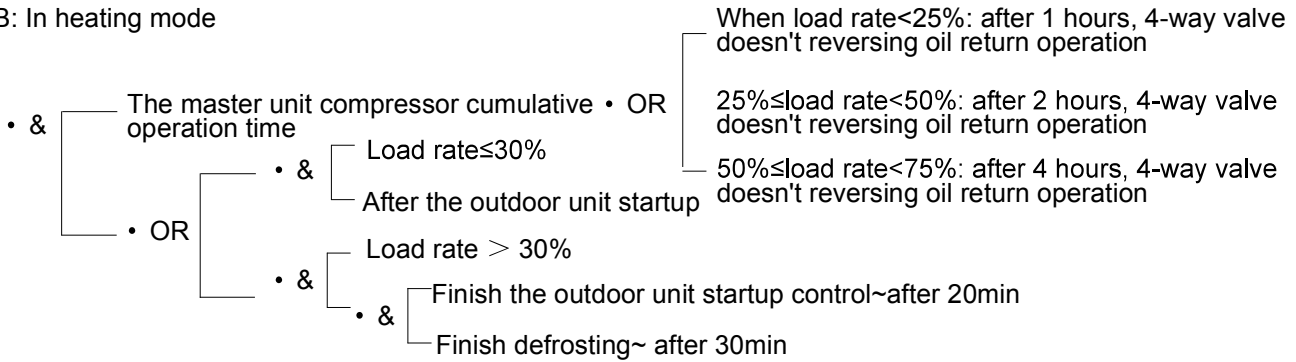 B: In heating mode
When load rate<25%: after 1 hours, 4-way valve
doesn't reversing oil return operation
• &
The master unit compressor cumulative • OR
operation time
25%≤load rate<50%: after 2 hours, 4-way valve
doesn't reversing oil return operation
50%≤load rate<75%: after 4 hours, 4-way valve
doesn't reversing oil return operation
• OR
• &
Load rate≤30%
After the outdoor unit startup
• &
Load rate > 30%
• &
Finish the outdoor unit startup control~after 20min
Finish defrosting~ after 30min